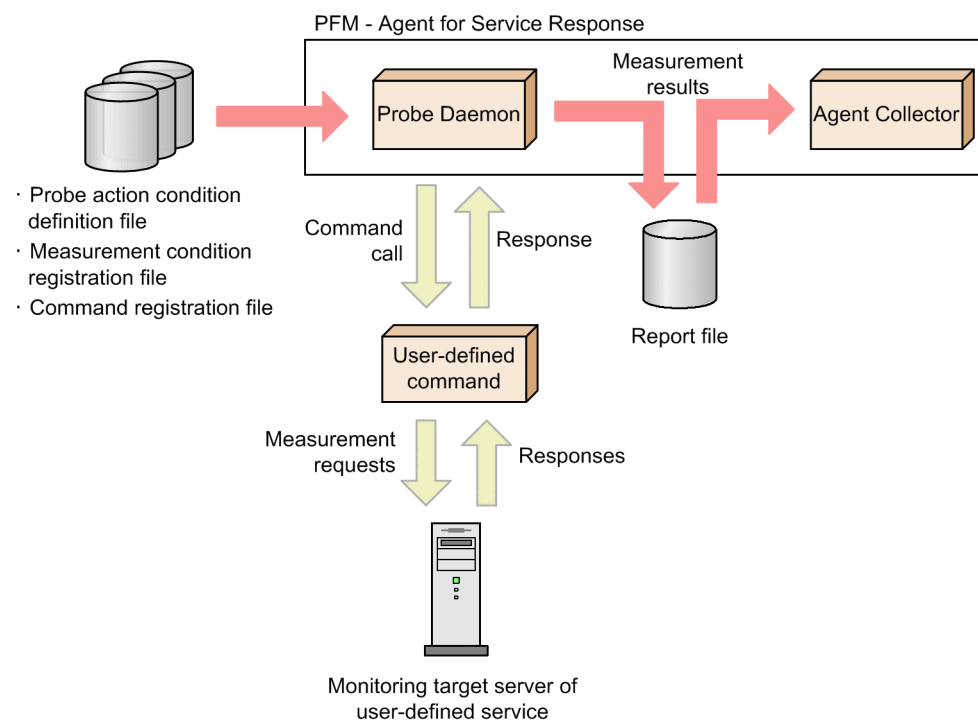 PFM - Agent for Service Response
Measurement
results
Probe Daemon
Agent Collector
· Probe action condition
definition file
· Measurement condition
registration file
· Command registration file
Command
call
Response
Report file
User-defined
command
Measurement
requests
Responses
Monitoring target server of
user-defined service